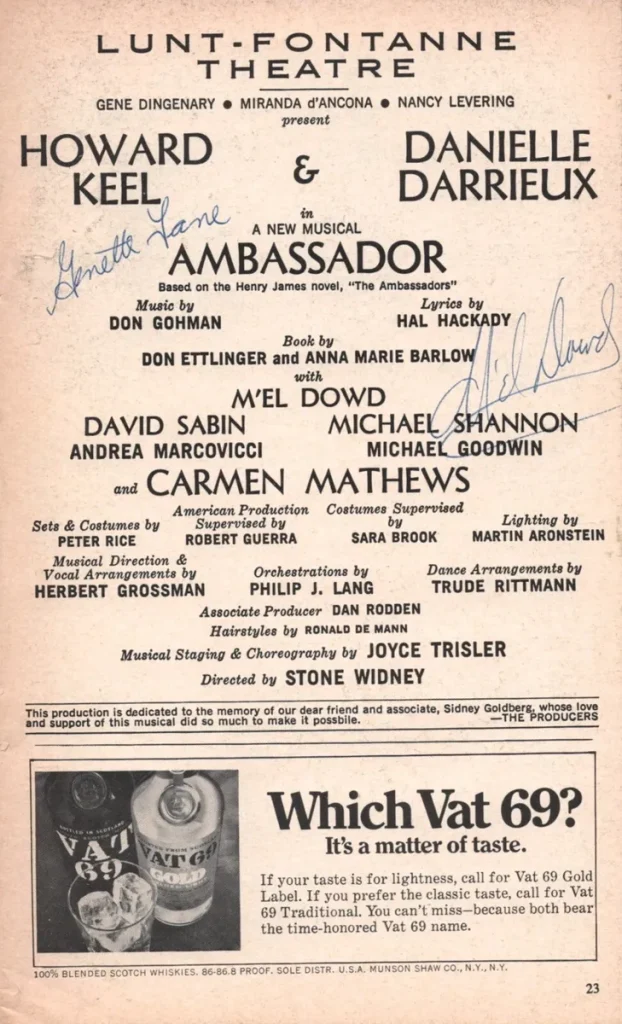 LUNT-FONTANNE
THEATRE
GENE DINGENARY ● MIRANDA d'ANCONA ● NANCY LEVERING
present
HOWARD KEEL & DANIELLE DARRIEUX
in
A NEW MUSICAL
Genette Lane
AMBASSADOR
Based on the Henry James novel, "The Ambassadors"
Music by
DON GOHMAN
Lyrics by
HAL HACKADY
Book by
DON ETTLINGER and ANNA MARIE BARLOW
M'el Dowd
with
M'EL DOWD
DAVID SABIN MICHAEL SHANNON
ANDREA MARCOVICCI MICHAEL GOODWIN
and CARMEN MATHEWS
Sets & Costumes by
PETER RICE
American Production
Supervised by
ROBERT GUERRA
Costumes Supervised
by
SARA BROOK
Lighting by
MARTIN ARONSTEIN
Musical Direction &
Vocal Arrangements by
HERBERT GROSSMAN
Orchestrations by
PHILIP J. LANG
Dance Arrangements by
TRUDE RITTMANN
Associate Producer DAN RODDEN
Hairstyles by RONALD DE MANN
Musical Staging & Choreography by JOYCE TRISLER
Directed by STONE WIDNEY
This production is dedicated to the memory of our dear friend and associate, Sidney Goldberg, whose love
and support of this musical did so much to make it possbile. —THE PRODUCERS
VAT
69
VAT 69
GOLD
Which Vat 69?
It's a matter of taste.
If your taste is for lightness, call for Vat 69 Gold
Label. If you prefer the classic taste, call for Vat
69 Traditional. You can't miss—because both bear
the time-honored Vat 69 name.
100% BLENDED SCOTCH WHISKIES. 86-86.8 PROOF. SOLE DISTR. U.S.A. MUNSON SHAW CO., N.Y., N.Y.
23